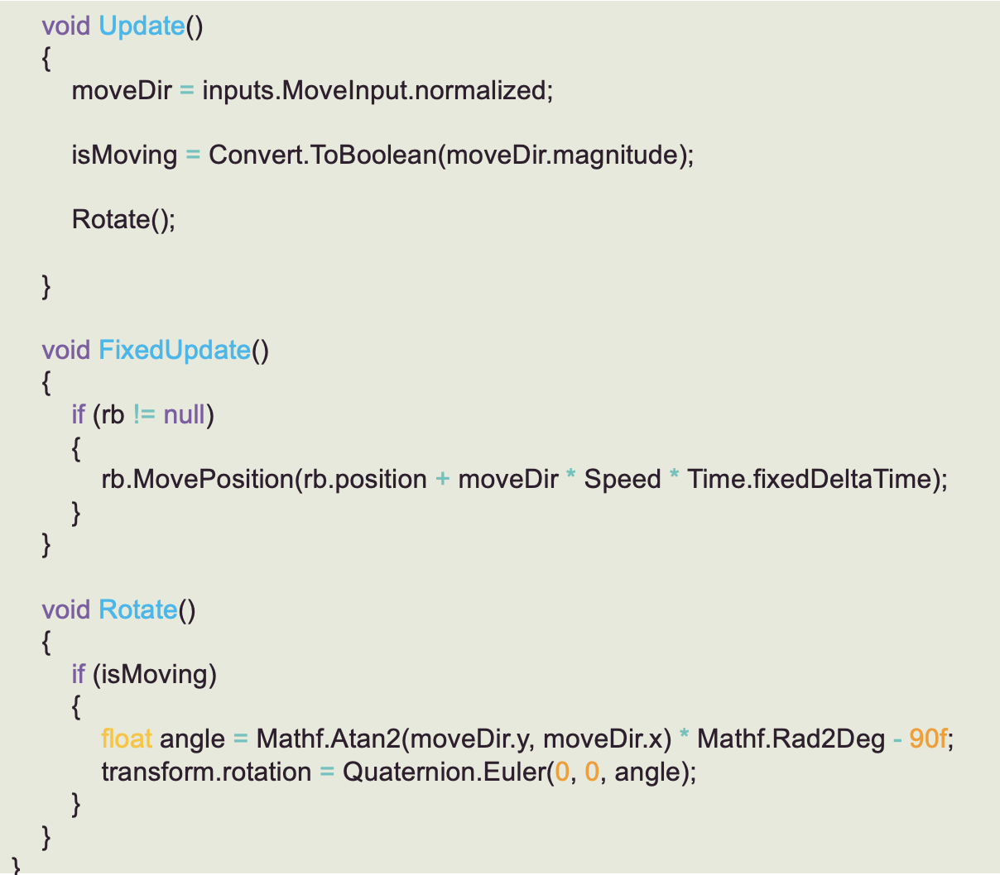 void Update()
{
moveDir = inputs.MoveInput.normalized;
isMoving = Convert.ToBoolean(moveDir.magnitude);
Rotate();
}
void FixedUpdate()
{
if (rb != null)
{
rb.MovePosition(rb.position + moveDir * Speed * Time.fixedDeltaTime);
}
}
void Rotate()
{
if (isMoving)
{
float angle = Mathf.Atan2(moveDir.y, moveDir.x) * Mathf.Rad2Deg - 90f;
transform.rotation = Quaternion.Euler(0, 0, angle);
}
}
}